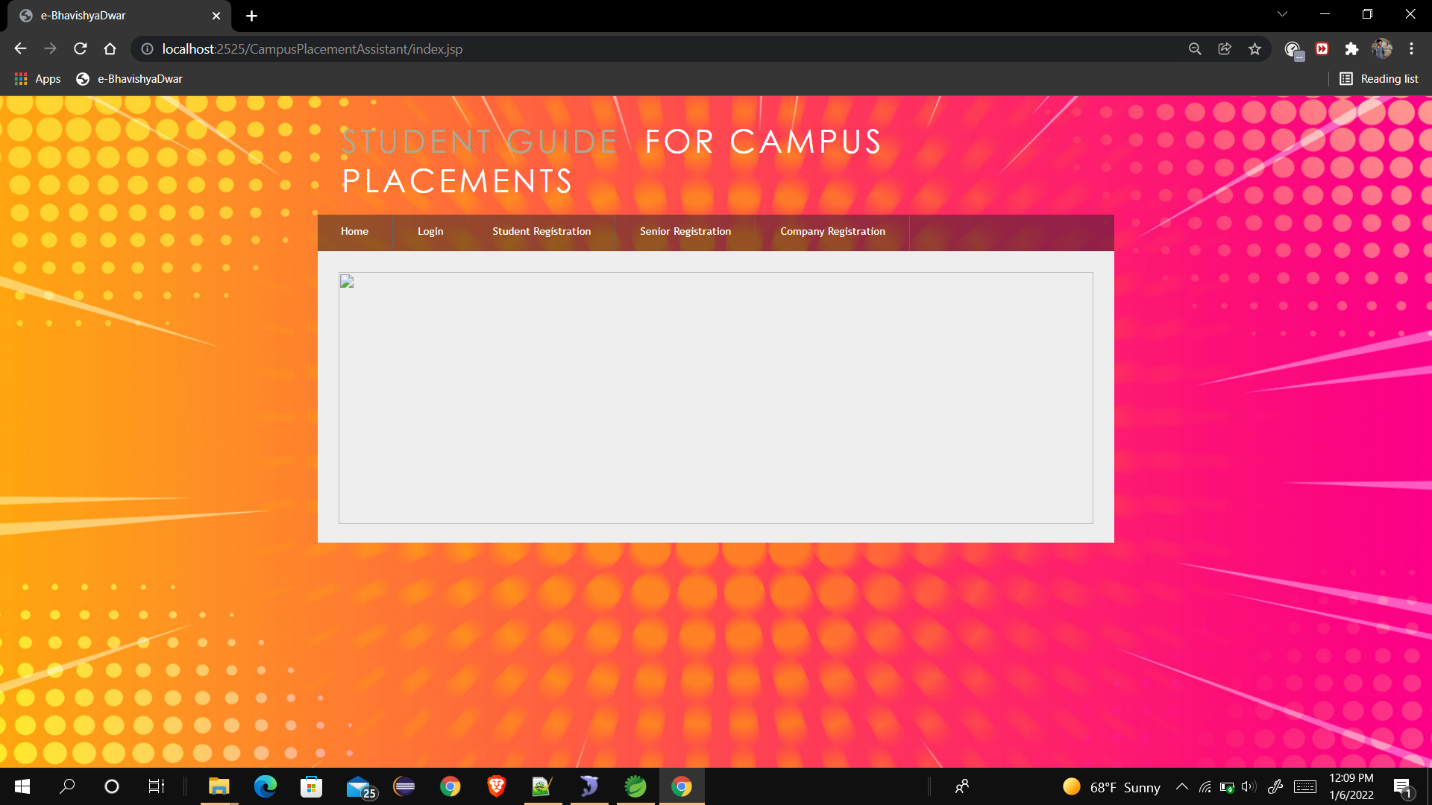 e-BhavishyaDwar
localhost:2525/CampusPlacementAssistant/index.jsp
Apps e-BhavishyaDwar Reading list
STUDENT GUIDE FOR CAMPUS
PLACEMENTS
Home Login Student Registration Senior Registration Company Registration
25
68°F Sunny
12:09 PM
1/6/2022
1